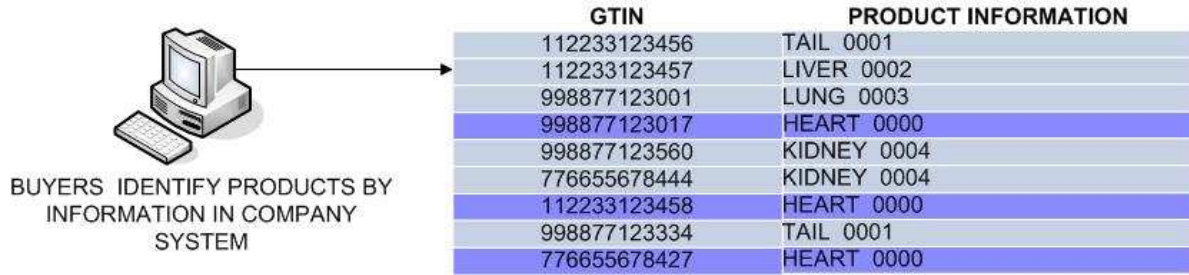 GTIN PRODUCT INFORMATION
112233123456 TAIL 0001
112233123457 LIVER 0002
998877123001 LUNG 0003
998877123017 HEART 0000
998877123560 KIDNEY 0004
776655678444 KIDNEY 0004
112233123458 HEART 0000
998877123334 TAIL 0001
776655678427 HEART 0000
BUYERS IDENTIFY PRODUCTS BY
INFORMATION IN COMPANY
SYSTEM